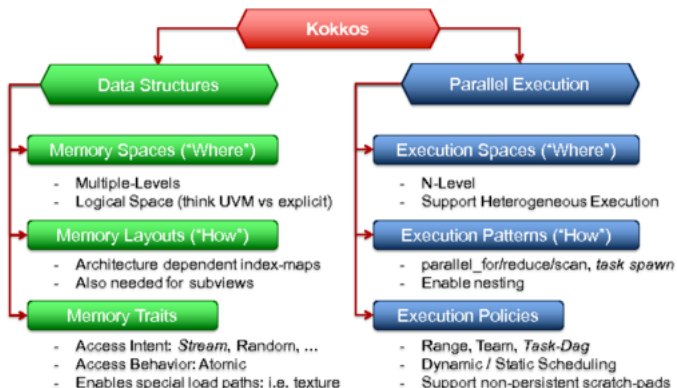 Kokkos
Data Structures
Memory Spaces ("Where")
- Multiple-Levels
- Logical Space (think UVM vs explicit)
Memory Layouts ("How")
- Architecture dependent index-maps
- Also needed for subviews
Memory Traits
- Access Intent: Stream, Random, ...
- Access Behavior: Atomic
- Enables special load paths: i.e. texture
Parallel Execution
Execution Spaces ("Where")
- N-Level
- Support Heterogeneous Execution
Execution Patterns ("How")
- parallel_for/reduce/scan, task spawn
- Enable nesting
Execution Policies
- Range, Team, Task-Dag
- Dynamic / Static Scheduling
- Support non-persistent scratch-pads